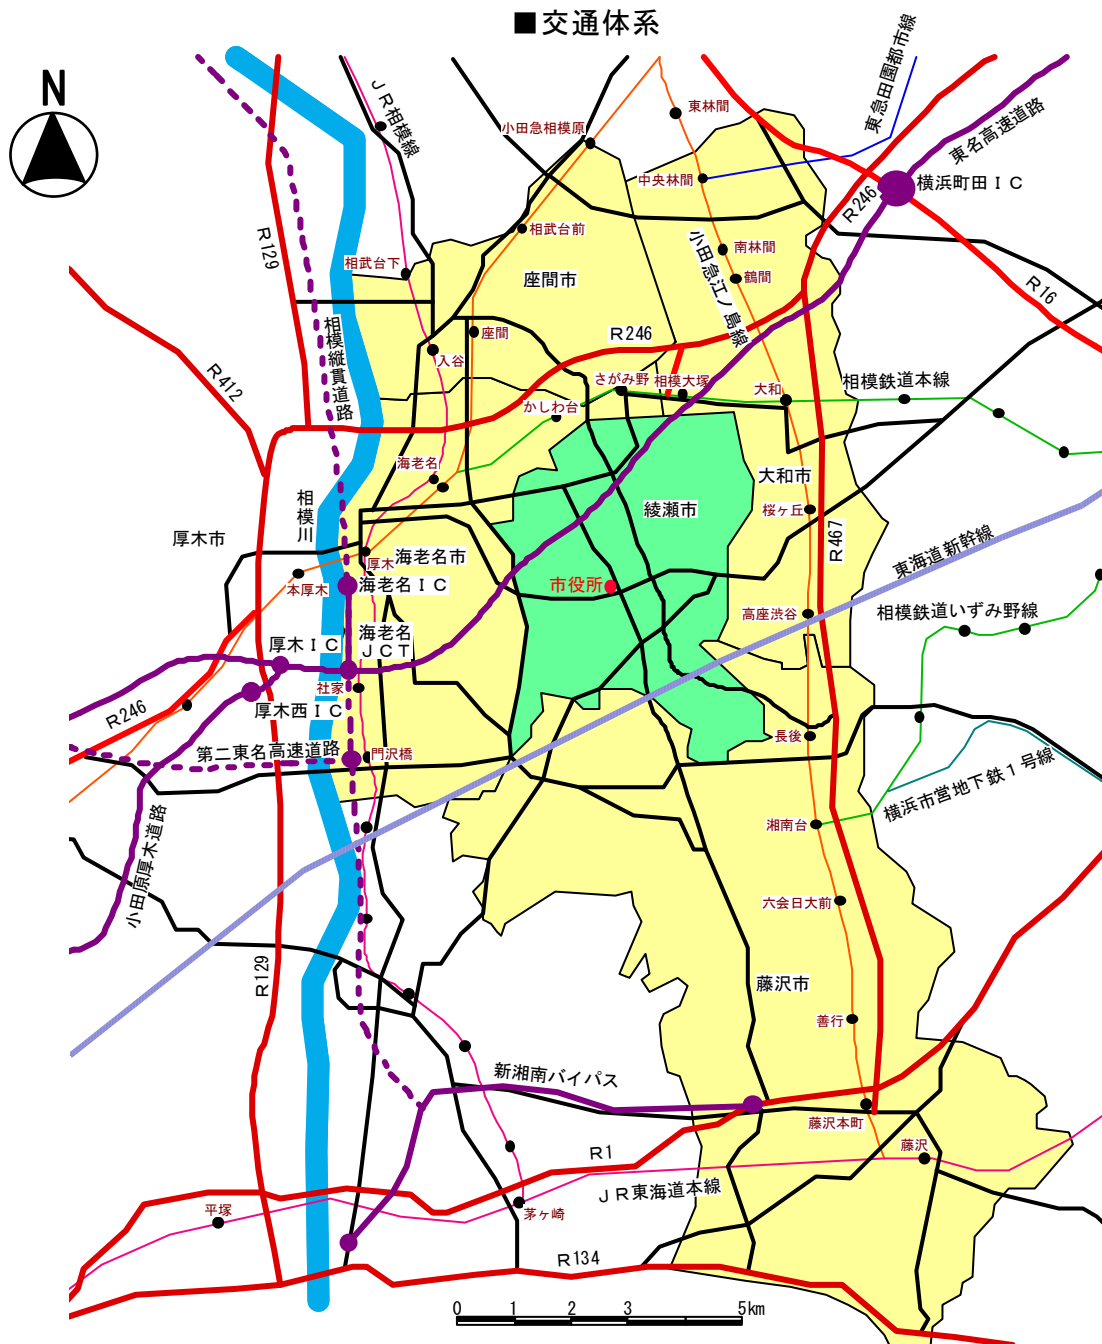 ■交通体系
N
JR相模線
小田急相模原
東林間
東急田園都市線
東名高速道路
中央林間
R246
横浜町田IC
R129
相武台前
相武台下
座間市
小田急江ノ島線
南林間
鶴間
R16
相模縦貫道路
座間
R246
入谷
R412
さがみ野
相模大塚
大和
相模鉄道本線
かしわ台
海老名
大和市
相模川
綾瀬市
桜ヶ丘
厚木市
海老名市
厚木
R467
東海道新幹線
本厚木
海老名IC
市役所
高座渋谷
相模鉄道いずみ野線
海老名
JCT
厚木IC
社家
R246
厚木西IC
第二東名高速道路
門沢橋
長後
横浜市営地下鉄1号線
湘南台
小田原厚木道路
六会日大前
R129
藤沢市
善行
新湘南バイパス
藤沢本町
R1
藤沢
JR東海道本線
平塚
茅ヶ崎
R134
0 1 2 3 5km